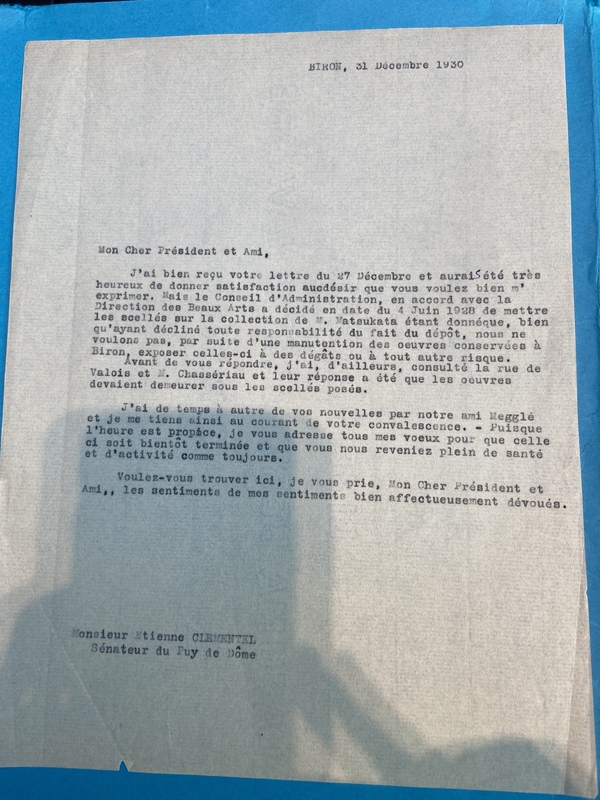 BIRON, 31 Décembre 1930
Mon Cher Président et Ami,
J'ai bien reçu votre lettre du 27 Décembre et auraiSété très
heureux de donner satisfaction aucdésir que vous voulez bien m'
exprimer. Mais le Conseil d'Administration, en accord avec la
Direction des Beaux Arts a décidé en date du 4 Juin 1928 de mettre
les scellés sur la collection de M. Matsukata étant donnéque, bien
qu'ayant décliné toute responsabilité du fait du dépôt, nous ne
voulons pas, par suite d'une manutention des oeuvres conservées à
Biron, exposer celles-ci à des dégâts ou à tout autre risque.
Avant de vous répondre, j'ai, d'ailleurs, consulté la rue de
Valois et M. Chassériau et leur réponse a été que les oeuvres
devaient demeurer sous les scellés posés.
J'ai de temps à autre de vos nouvelles par notre ami Megglé
et je me tiens ainsi au courant de votre convalescence. - Puisque
l'heure est propice, je vous adresse tous mes voeux pour que celle
ci soit bientôt terminée et que vous nous reveniez plein de santé
et d'activité comme toujours.
Voulez-vous trouver ici, je vous prie, Mon Cher Président et
Ami,, les sentiments de mes sentiments bien affectueusement dévoués.
Monsieur Etienne CLEMENTEL
Sénateur du Puy de Dôme